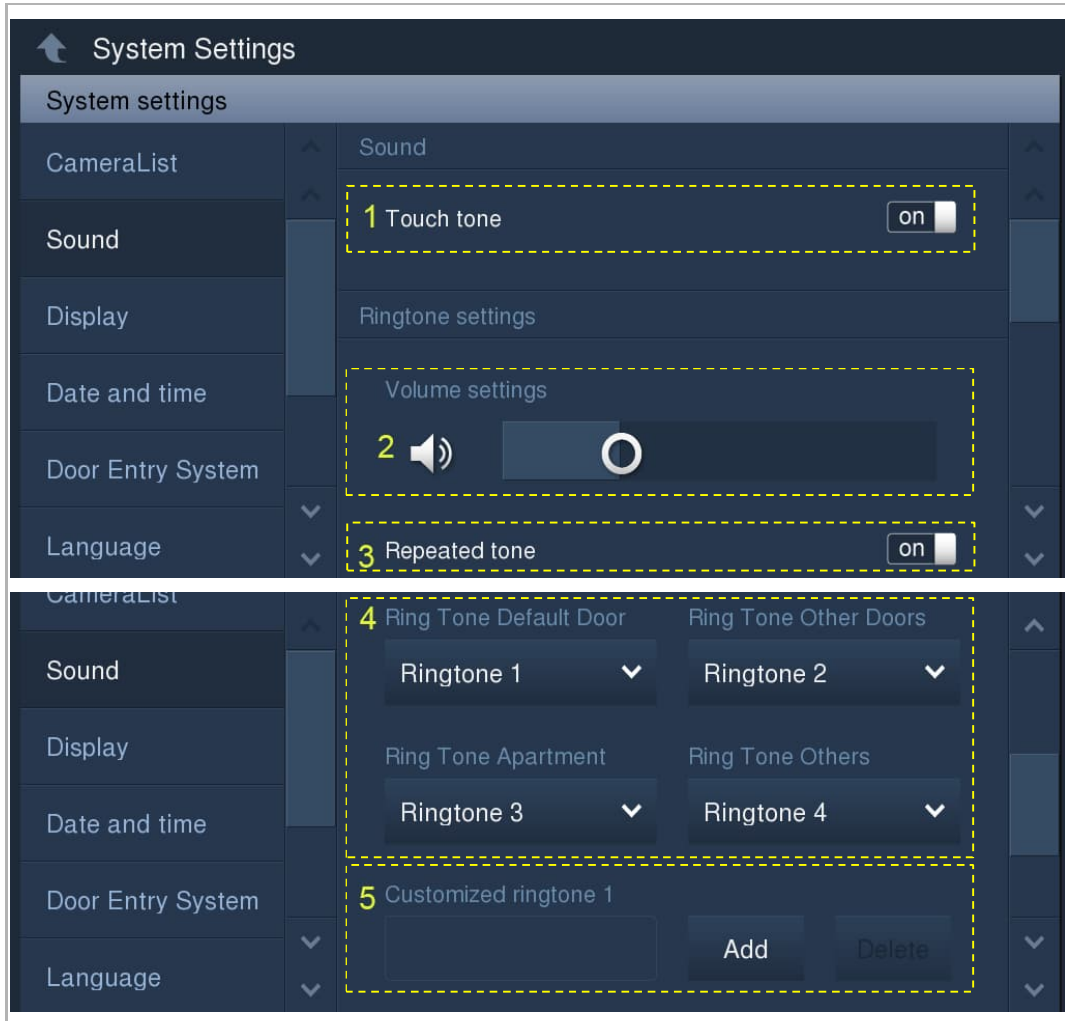 System Settings
System settings
CameraList
Sound
Display
Date and time
Door Entry System
Language
Sound
1 Touch tone on
Ringtone settings
Volume settings
2
3 Repeated tone on
CameraList
Sound
Display
Date and time
Door Entry System
Language
4 Ring Tone Default Door Ring Tone Other Doors
Ringtone 1 Ringtone 2
Ring Tone Apartment Ring Tone Others
Ringtone 3 Ringtone 4
5 Customized ringtone 1
Add Delete